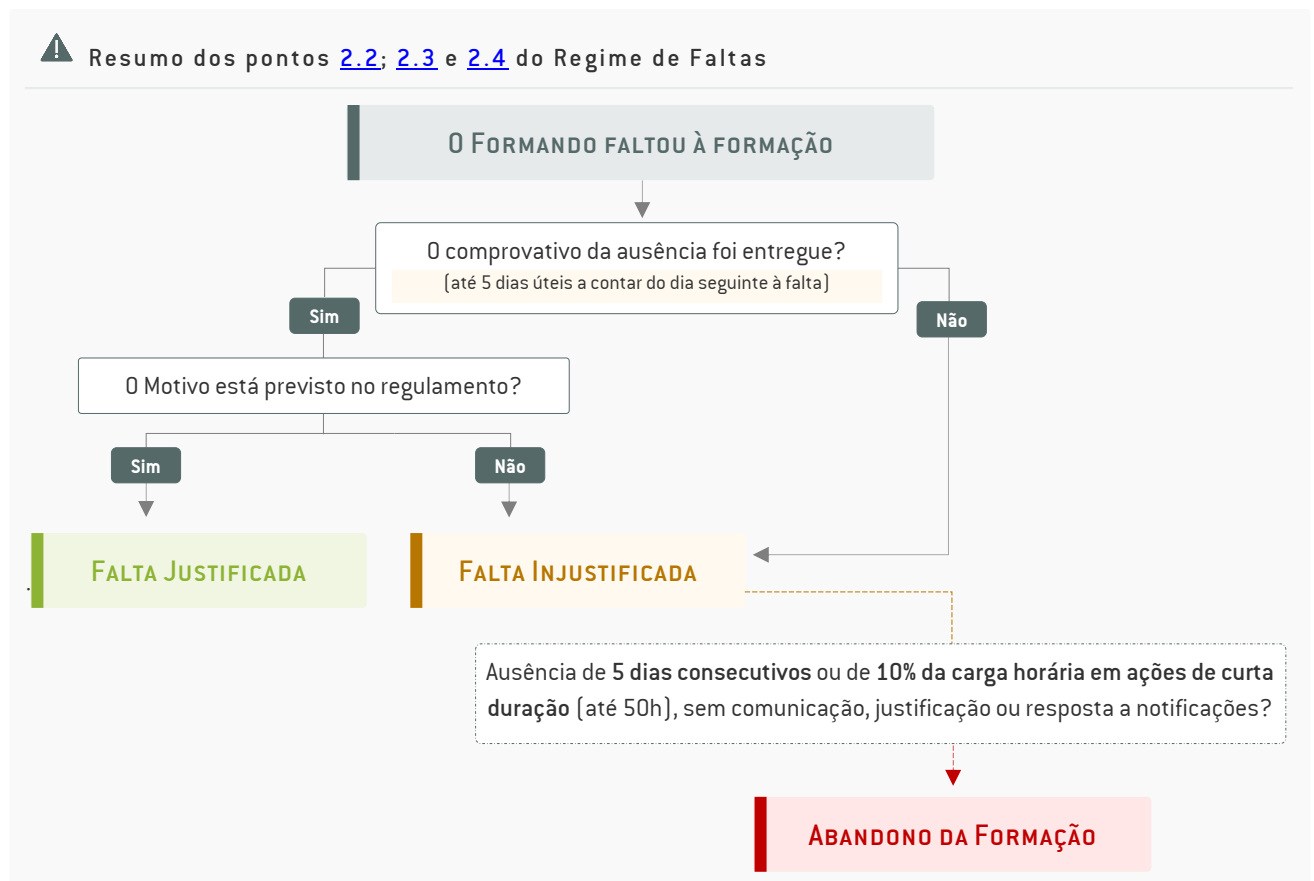 Resumo dos pontos 2.2; 2.3 e 2.4 do Regime de Faltas
O Formando faltou à formação
O comprovativo da ausência foi entregue?
(até 5 dias úteis a contar do dia seguinte à falta)
Sim
Não
O Motivo está previsto no regulamento?
Sim
Não
Falta Justificada
Falta Injustificada
.
Ausência de 5 dias consecutivos ou de 10% da carga horária em ações de curta
duração (até 50h), sem comunicação, justificação ou resposta a notificações?
Abandono da Formação